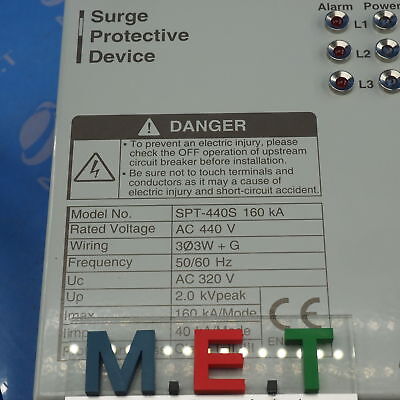 Surge
Protective
Device
Alarm Power
L1
L2
L3
DANGER
• To prevent an electric injury, please
check the OFF operation of upstream
circuit breaker before installation.
• Be sure not to touch terminals and
conductors as it may a cause of
electric injury and short-circuit accident.
Model No. SPT-440S 160 kA
Rated Voltage AC 440 V
Wiring 3Ø3W + G
Frequency 50/60 Hz
Uc AC 320 V
Up 2.0 kVpeak
Imax 160 kA/Mode
Iimp 40 kA/Mode
CE
EN
M.E.T